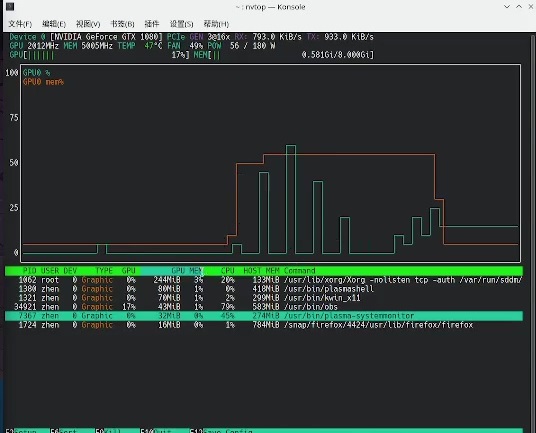 ~ : nvtop — Konsole
文件(F) 编辑(E) 视图(V) 书签(B) 插件 设置(S) 帮助(H)
Device 0 [NVIDIA GeForce GTX 1080] PCIe GEN 3@16x RX: 793.0 KiB/s TX: 933.0 KiB/s
GPU 2012MHz MEM 5005MHz TEMP 47°C FAN 49% POW 56 / 180 W
GPU[|||||| 17%] MEM[|| 0.581Gi/8.000Gi]
100 GPU0 %
GPU0 mem%
75
50
25
0
PID USER DEV TYPE GPU GPU MEM CPU HOST MEM Command
1062 root 0 Graphic 0% 244MiB 3% 20% 133MiB /usr/lib/xorg/Xorg -nolisten tcp -auth /var/run/sddm/
1380 zhen 0 Graphic 0% 80MiB 1% 0% 418MiB /usr/bin/plasmashell
1321 zhen 0 Graphic 0% 70MiB 1% 2% 299MiB /usr/bin/kwin_x11
34921 zhen 0 Graphic 17% 43MiB 1% 79% 583MiB /usr/bin/obs
7367 zhen 0 Graphic 0% 32MiB 0% 45% 274MiB /usr/bin/plasma-systemmonitor
1724 zhen 0 Graphic 0% 16MiB 0% 1% 784MiB /snap/firefox/4424/usr/lib/firefox/firefox